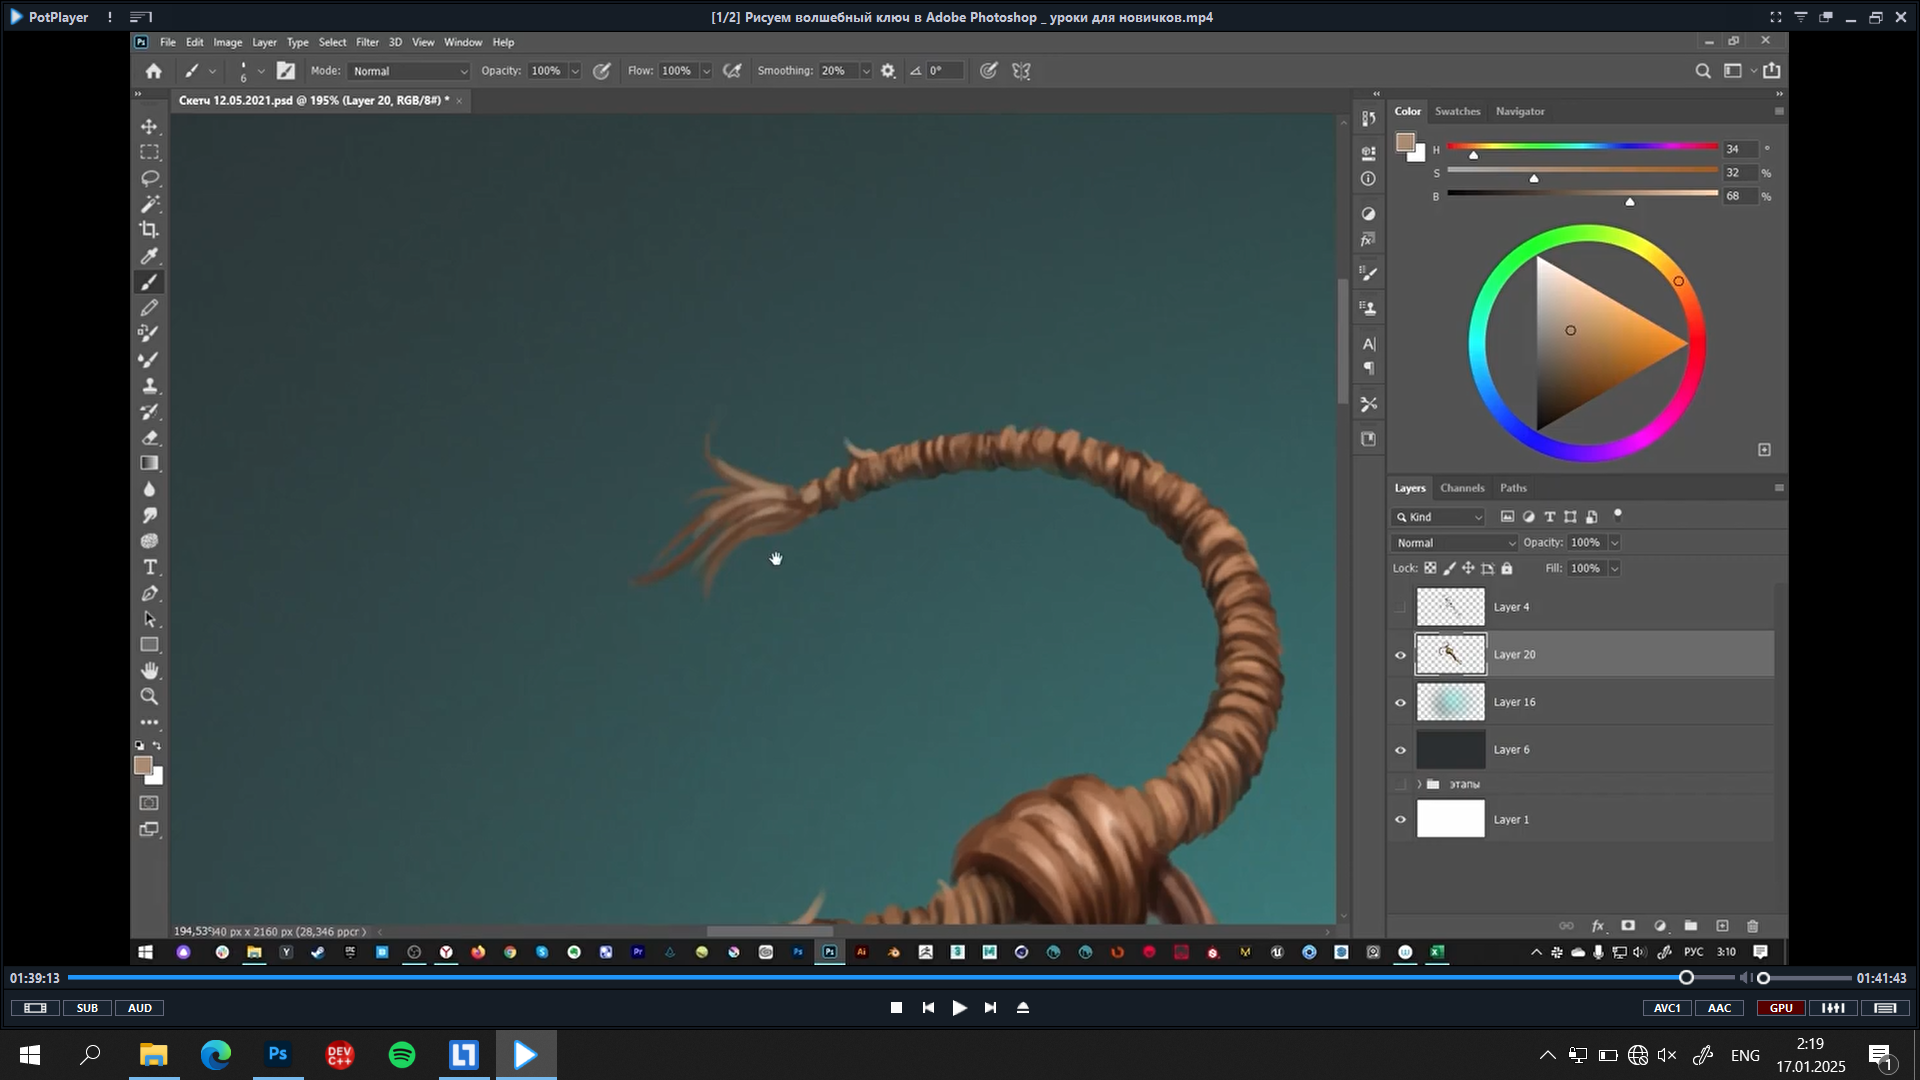 PotPlayer
[1/2] Рисуем волшебный ключ в Adobe Photoshop _ уроки для новичков.mp4
File Edit Image Layer Type Select Filter 3D View Window Help
6 Mode: Normal Opacity: 100% Flow: 100% Smoothing: 20% 0°
Скетч 12.05.2021.psd @ 195% (Layer 20, RGB/8#) *
Color Swatches Navigator
H 34 °
S 32 %
B 68 %
Layers Channels Paths
Kind
Normal Opacity: 100%
Lock: Fill: 100%
Layer 4
Layer 20
Layer 16
Layer 6
этапы
Layer 1
194,53% 40 px x 2160 px (28,346 ppcr)
РУС 3:10
01:39:13 01:41:43
SUB AUD AVC1 AAC GPU
Ps DEV C++ ENG 2:19
17.01.2025
1